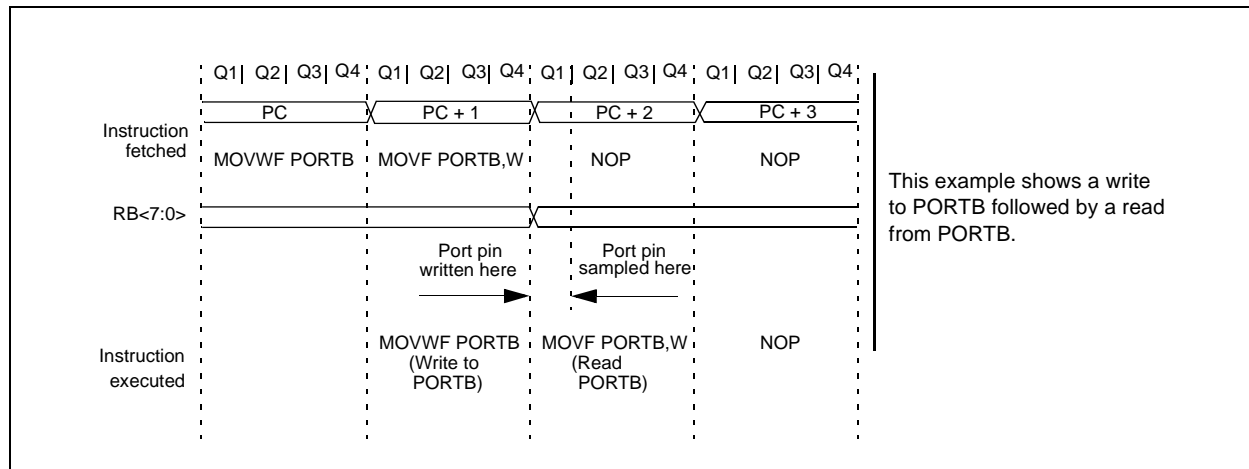 Q1| Q2| Q3| Q4 Q1| Q2| Q3| Q4 Q1| Q2| Q3| Q4 Q1| Q2| Q3| Q4
PC PC + 1 PC + 2 PC + 3
Instruction
fetched
MOVWF PORTB MOVF PORTB,W NOP NOP
RB<7:0>
Port pin
written here
Port pin
sampled here
Instruction
executed
MOVWF PORTB
(Write to
PORTB)
MOVF PORTB,W
(Read
PORTB)
NOP
This example shows a write
to PORTB followed by a read
from PORTB.